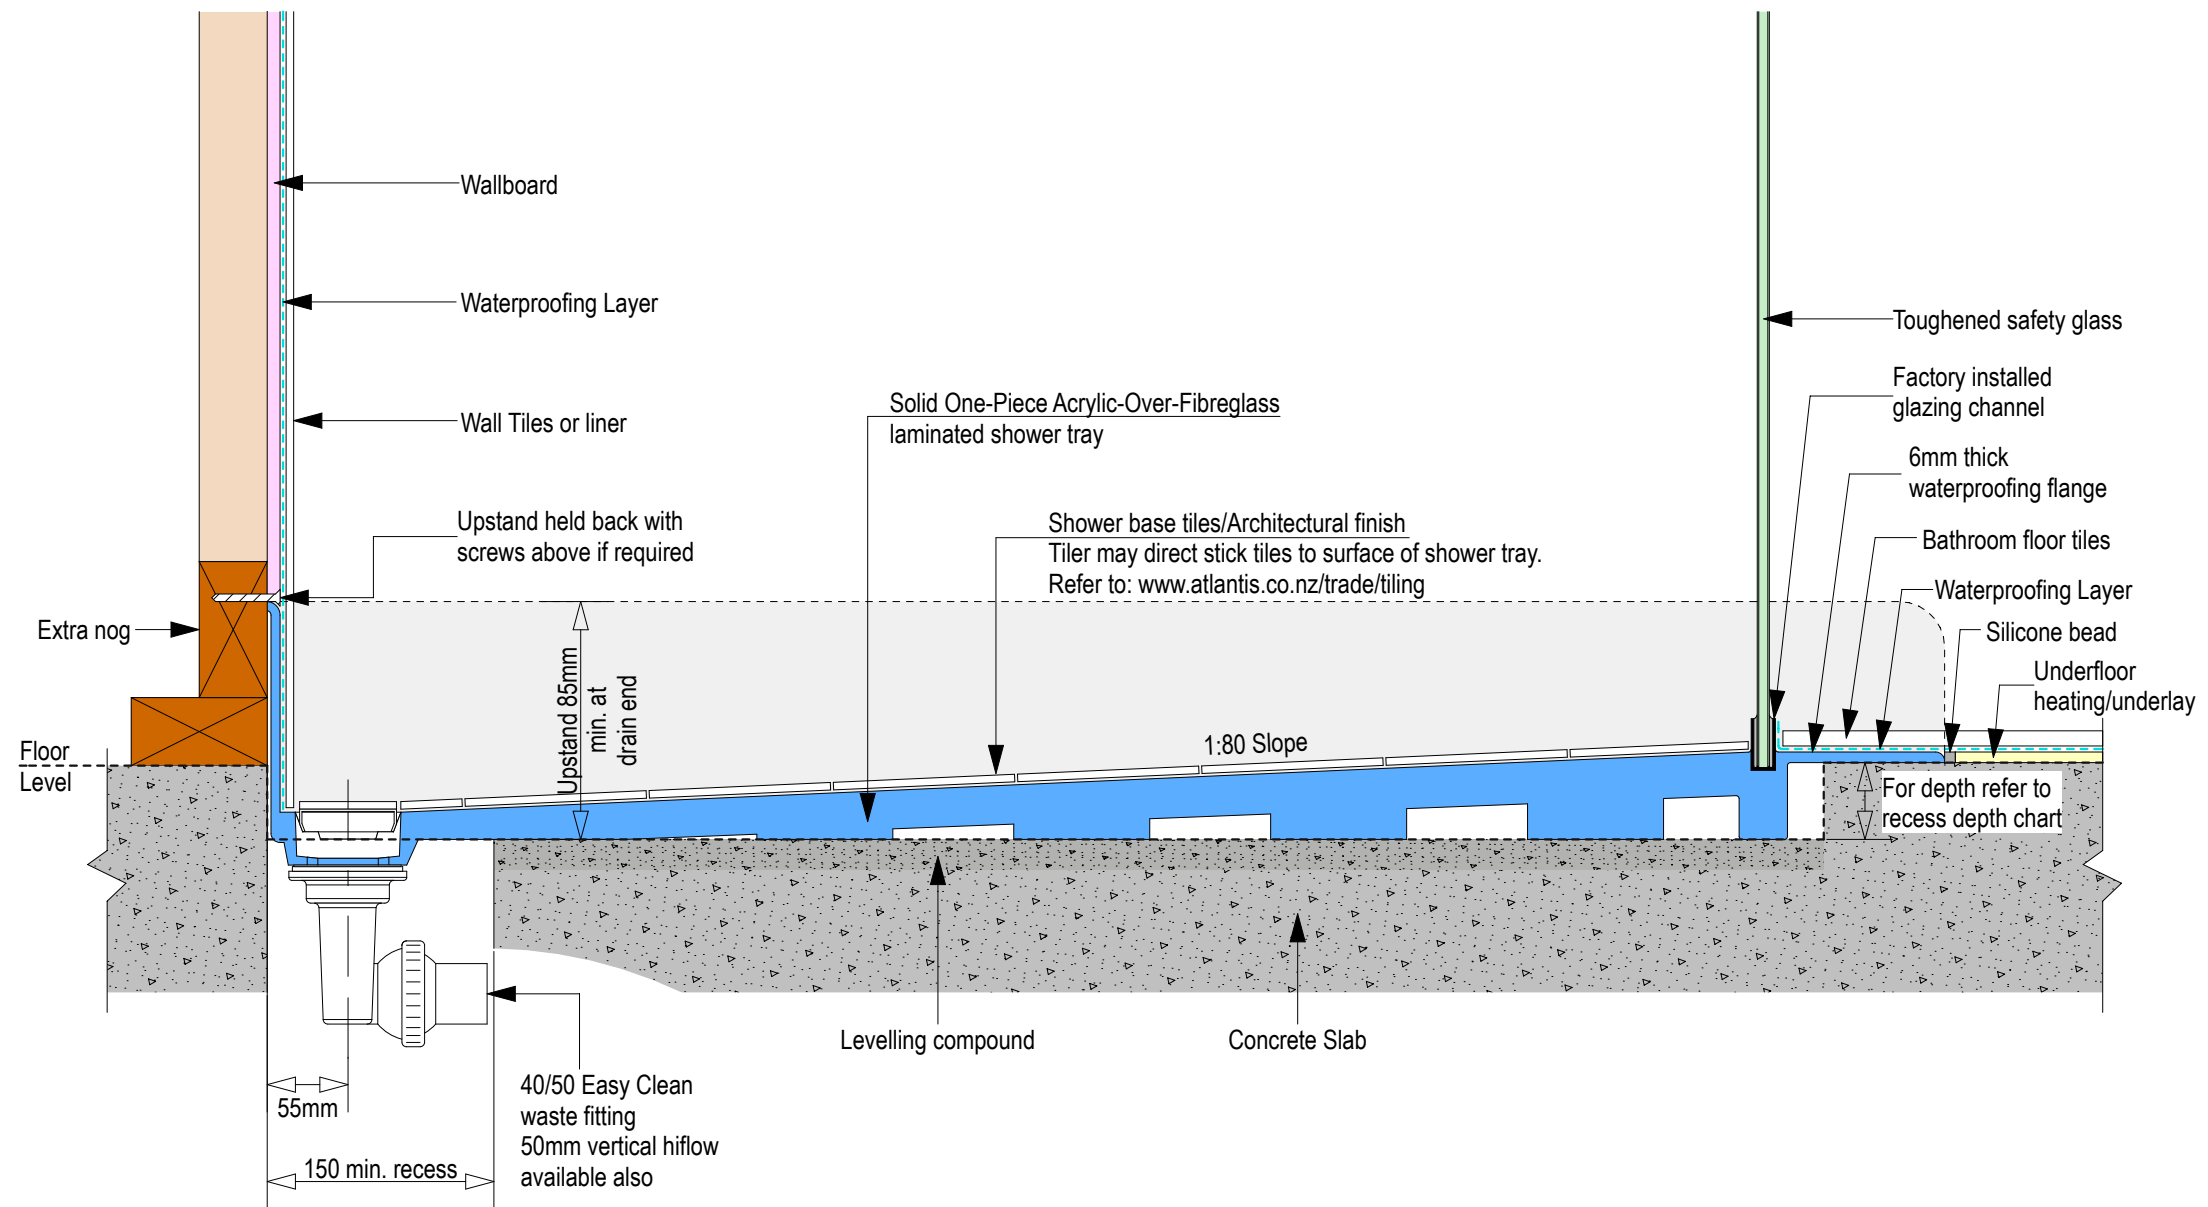 Wallboard
Waterproofing Layer
Wall Tiles or liner
Upstand held back with
screws above if required
Extra nog
Floor
Level
Solid One-Piece Acrylic-Over-Fibreglass
laminated shower tray
Shower base tiles/Architectural finish
Tiler may direct stick tiles to surface of shower tray.
Refer to: www.atlantis.co.nz/trade/tiling
Upstand 85mm
min. at
drain end
1:80 Slope
Toughened safety glass
Factory installed
glazing channel
6mm thick
waterproofing flange
Bathroom floor tiles
Waterproofing Layer
Silicone bead
Underfloor
heating/underlay
For depth refer to
recess depth chart
Levelling compound
Concrete Slab
40/50 Easy Clean
waste fitting
50mm vertical hiflow
available also
55mm
150 min. recess